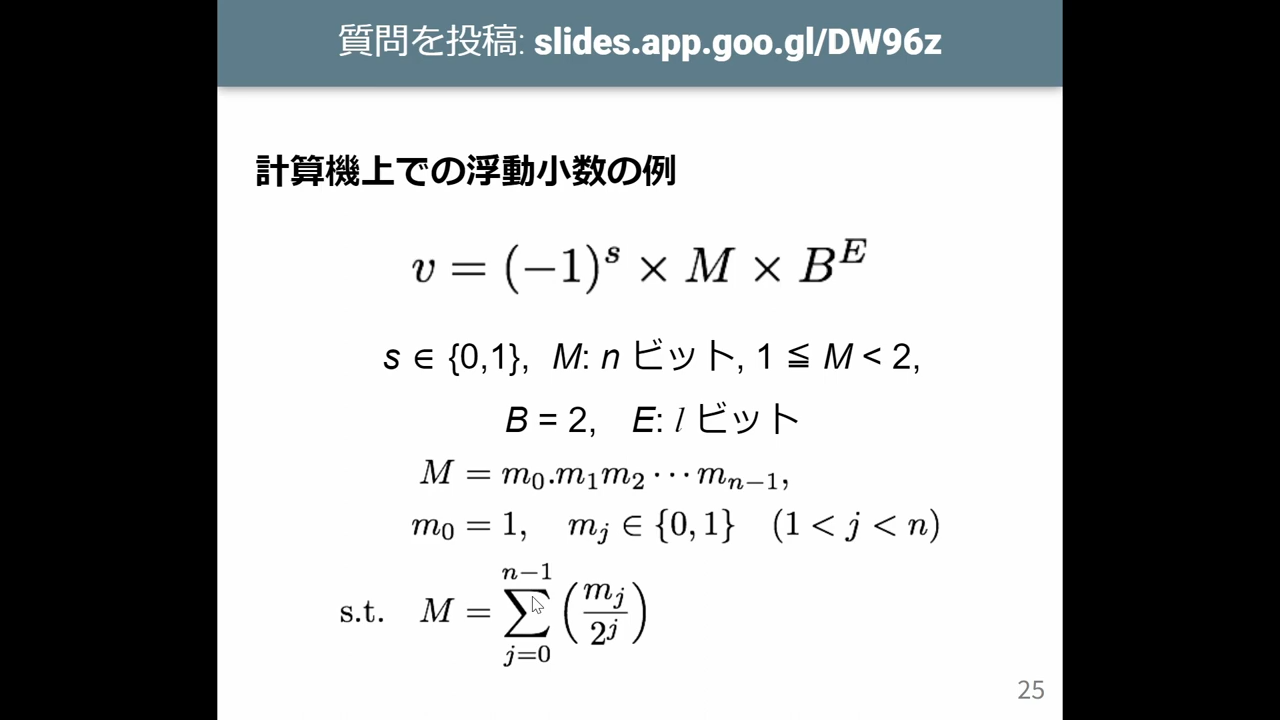 質問を投稿: slides.app.goo.gl/DW96z
計算機上での浮動小数の例
v = (−1)^s × M × B^E
s ∈ {0,1}, M: n ビット, 1 ≦ M < 2,
B = 2, E: l ビット
M = m_0.m_1m_2 ⋯ m_{n−1},
m_0 = 1, m_j ∈ {0, 1} (1 < j < n)
s.t. M = \sum_{j=0}^{n−1} (m_j / 2^j)
25